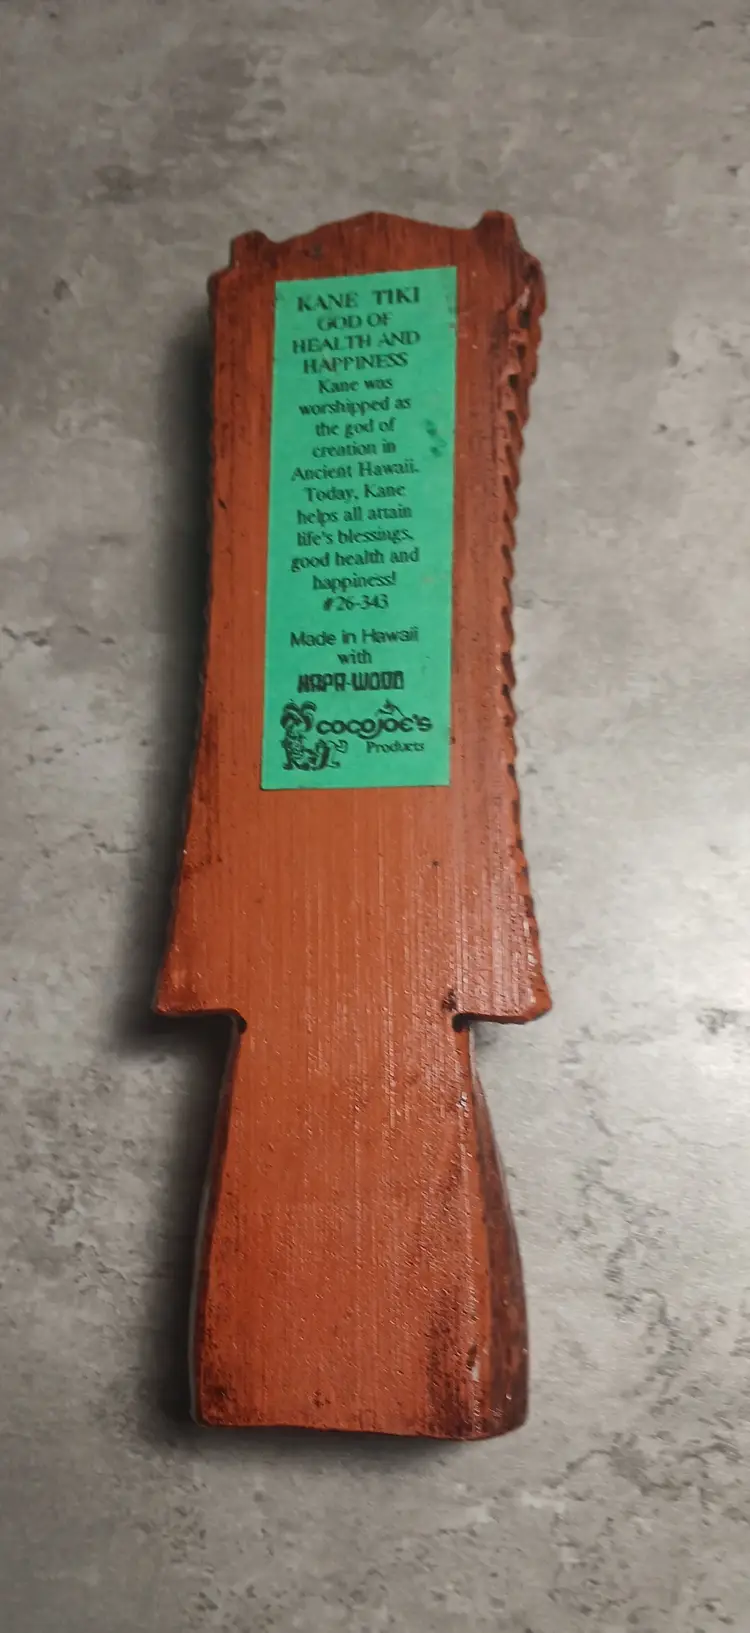 KANE TIKI
GOD OF
HEALTH AND
HAPPINESS
Kane was
worshipped as
the god of
creation in
Ancient Hawaii.
Today, Kane
helps all attain
life's blessings,
good health and
happiness!
#26-343
Made in Hawaii
with
HAPA-WOOD
COCOJOE'S
Products